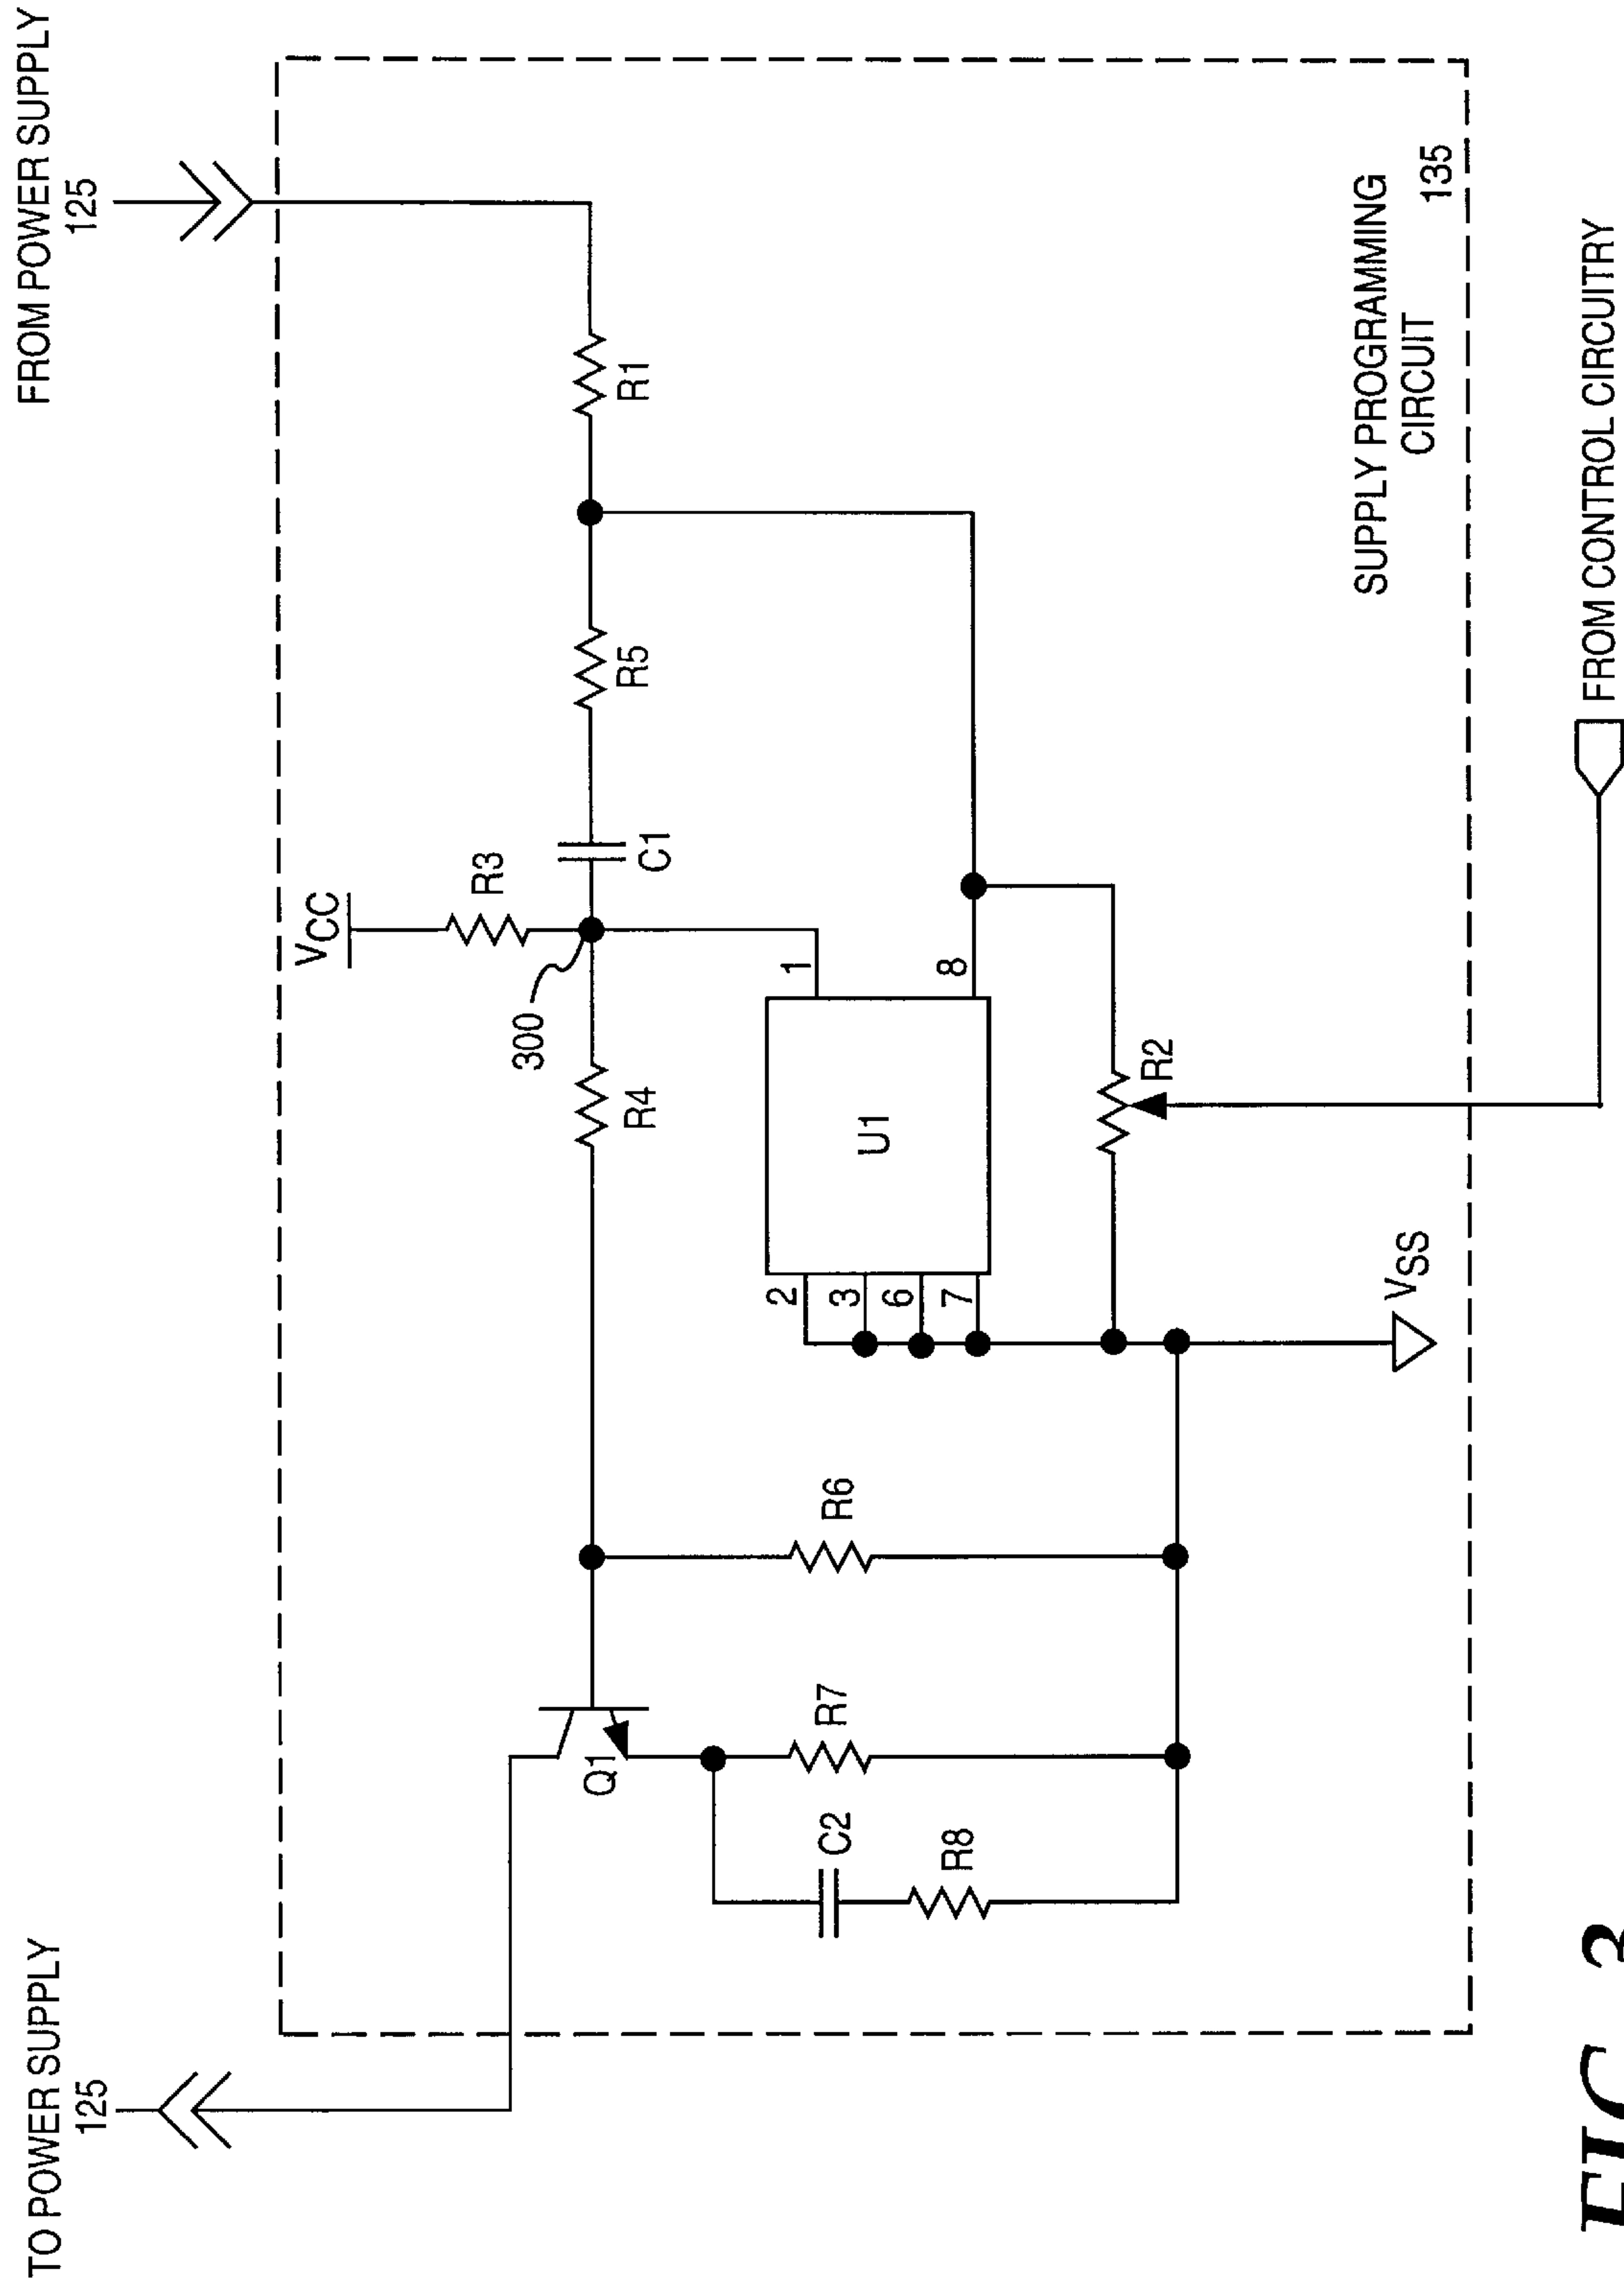 TO POWER SUPPLY
125
FROM POWER SUPPLY
125
VCC
R3
300
R4
C1
R5
R1
Q1
R7
R6
C2
R8
2
3
6
7
U1
1
8
R2
VSS
SUPPLY PROGRAMMING
CIRCUIT
135
FROM CONTROL CIRCUITRY
FIG_3